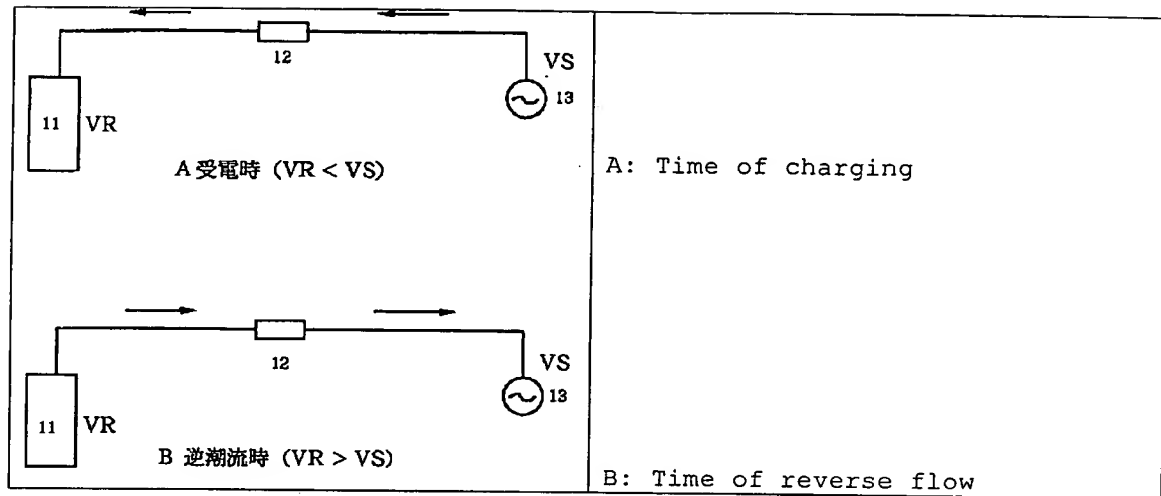 12
VS
13
11 VR
A 受電時 (VR < VS)
A: Time of charging
12
VS
13
11 VR
B 逆潮流時 (VR > VS)
B: Time of reverse flow